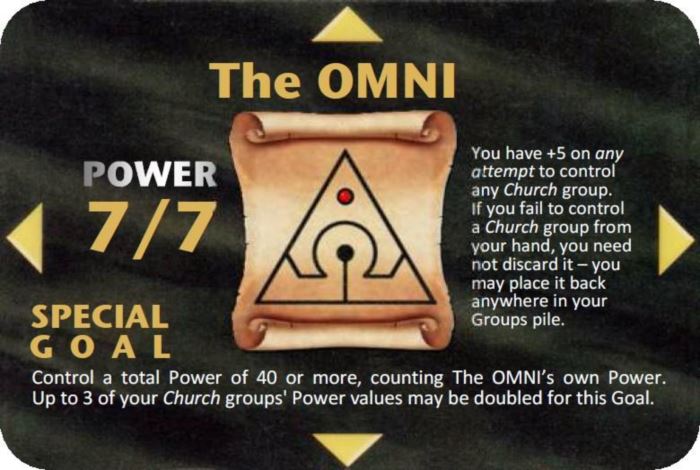 The OMNI
POWER
7/7
You have +5 on any
attempt to control
any Church group.
If you fail to control
a Church group from
your hand, you need
not discard it – you
may place it back
anywhere in your
Groups pile.
SPECIAL
GOAL
Control a total Power of 40 or more, counting The OMNI's own Power.
Up to 3 of your Church groups' Power values may be doubled for this Goal.